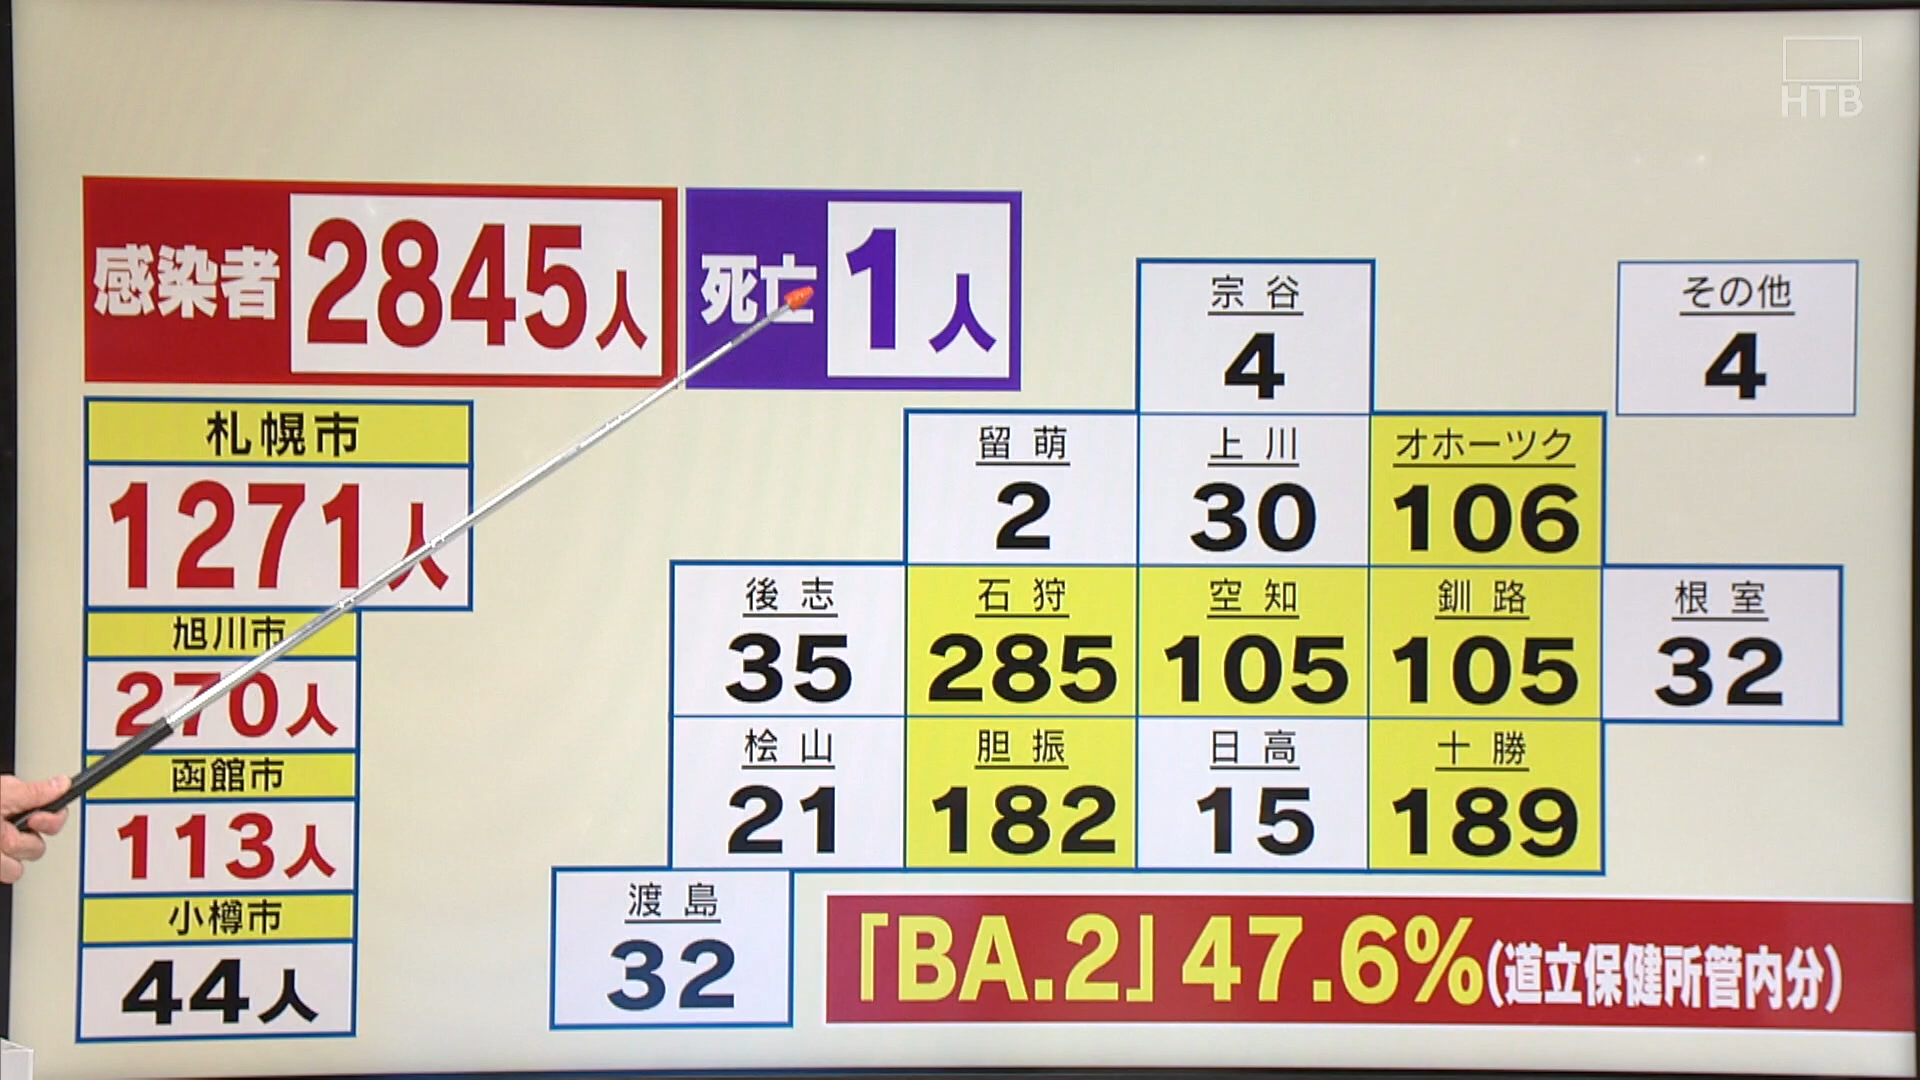 HTB
感染者 2845人
死亡 1人
札幌市
1271人
旭川市
270人
函館市
113人
小樽市
44人
宗谷
4
その他
4
留萌
2
上川
30
オホーツク
106
後志
35
石狩
285
空知
105
釧路
105
根室
32
桧山
21
胆振
182
日高
15
十勝
189
渡島
32
「BA.2」47.6%(道立保健所管内分)